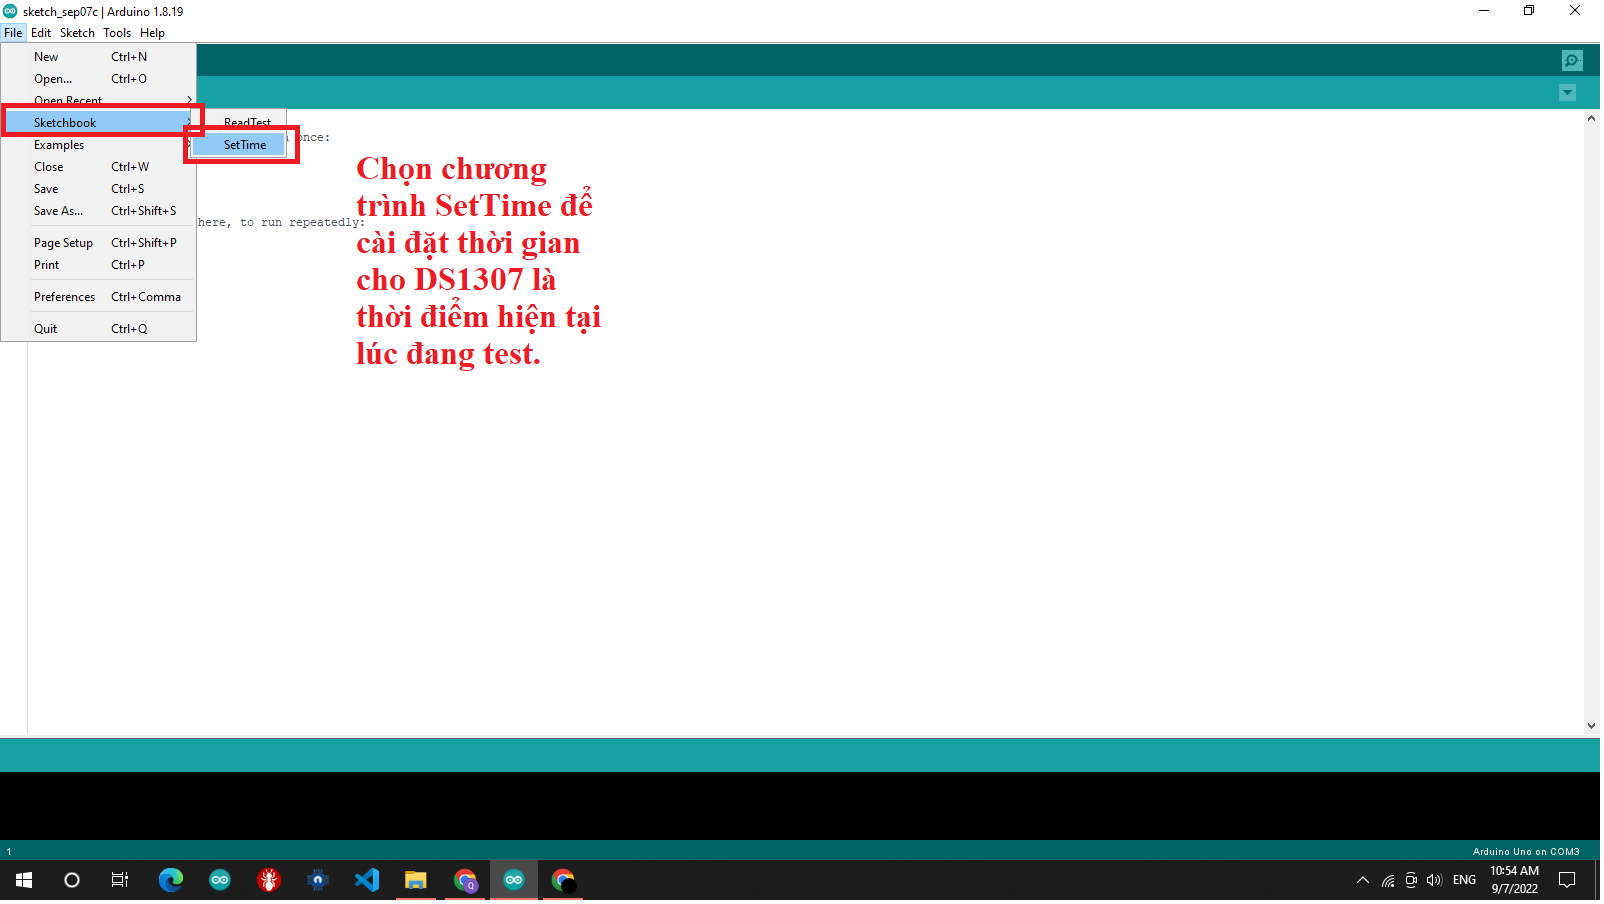 sketch_sep07c | Arduino 1.8.19
File Edit Sketch Tools Help
New Ctrl+N
Open... Ctrl+O
Open Recent
Sketchbook
ReadTest
once:
Examples
SetTime
Close Ctrl+W
Save Ctrl+S
Save As... Ctrl+Shift+S
here, to run repeatedly:
Page Setup Ctrl+Shift+P
Print Ctrl+P
Preferences Ctrl+Comma
Quit Ctrl+Q
Chọn chương
trình SetTime để
cài đặt thời gian
cho DS1307 là
thời điểm hiện tại
lúc đang test.
1
Arduino Uno on COM3
Q
ENG
10:54 AM
9/7/2022